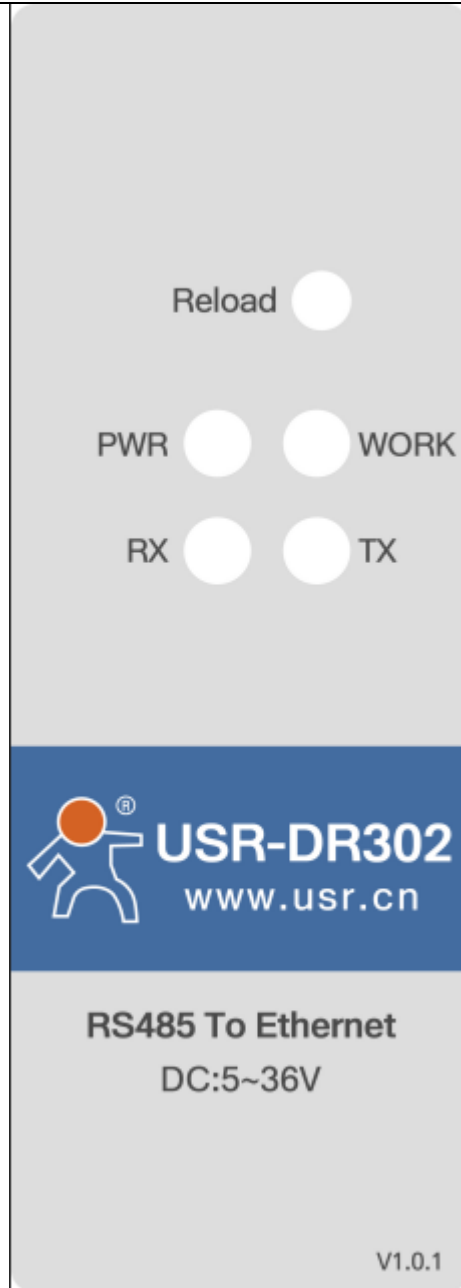 Reload
PWR WORK
RX TX
®
USR-DR302
www.usr.cn
RS485 To Ethernet
DC:5~36V
V1.0.1